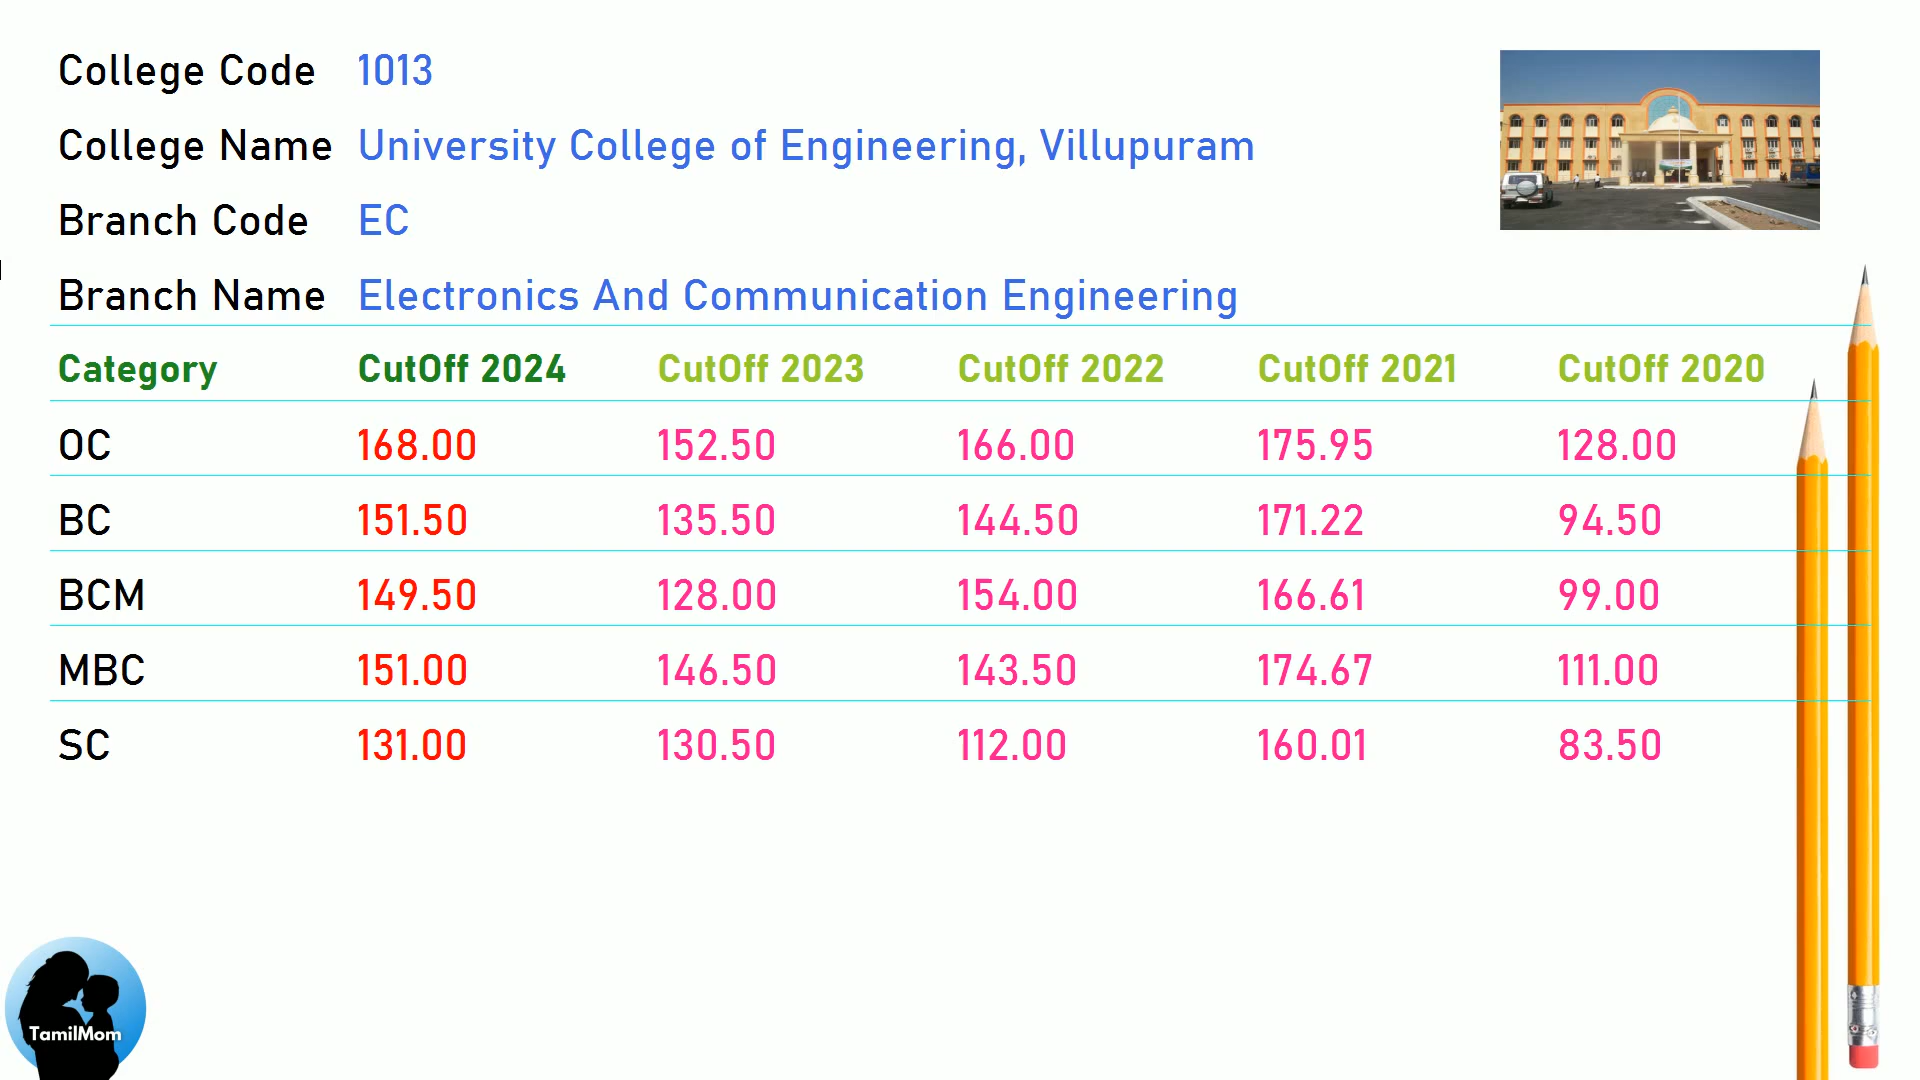 College Code 1013
College Name University College of Engineering, Villupuram
Branch Code EC
Branch Name Electronics And Communication Engineering
Category CutOff 2024 CutOff 2023 CutOff 2022 CutOff 2021 CutOff 2020
OC 168.00 152.50 166.00 175.95 128.00
BC 151.50 135.50 144.50 171.22 94.50
BCM 149.50 128.00 154.00 166.61 99.00
MBC 151.00 146.50 143.50 174.67 111.00
SC 131.00 130.50 112.00 160.01 83.50
TamilMom